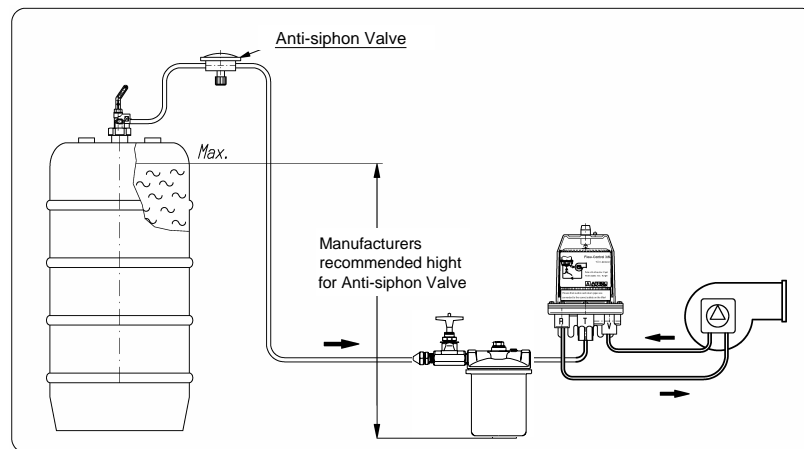 Anti-siphon Valve
Max.
Manufacturers
recommended hight
for Anti-siphon Valve
R T V